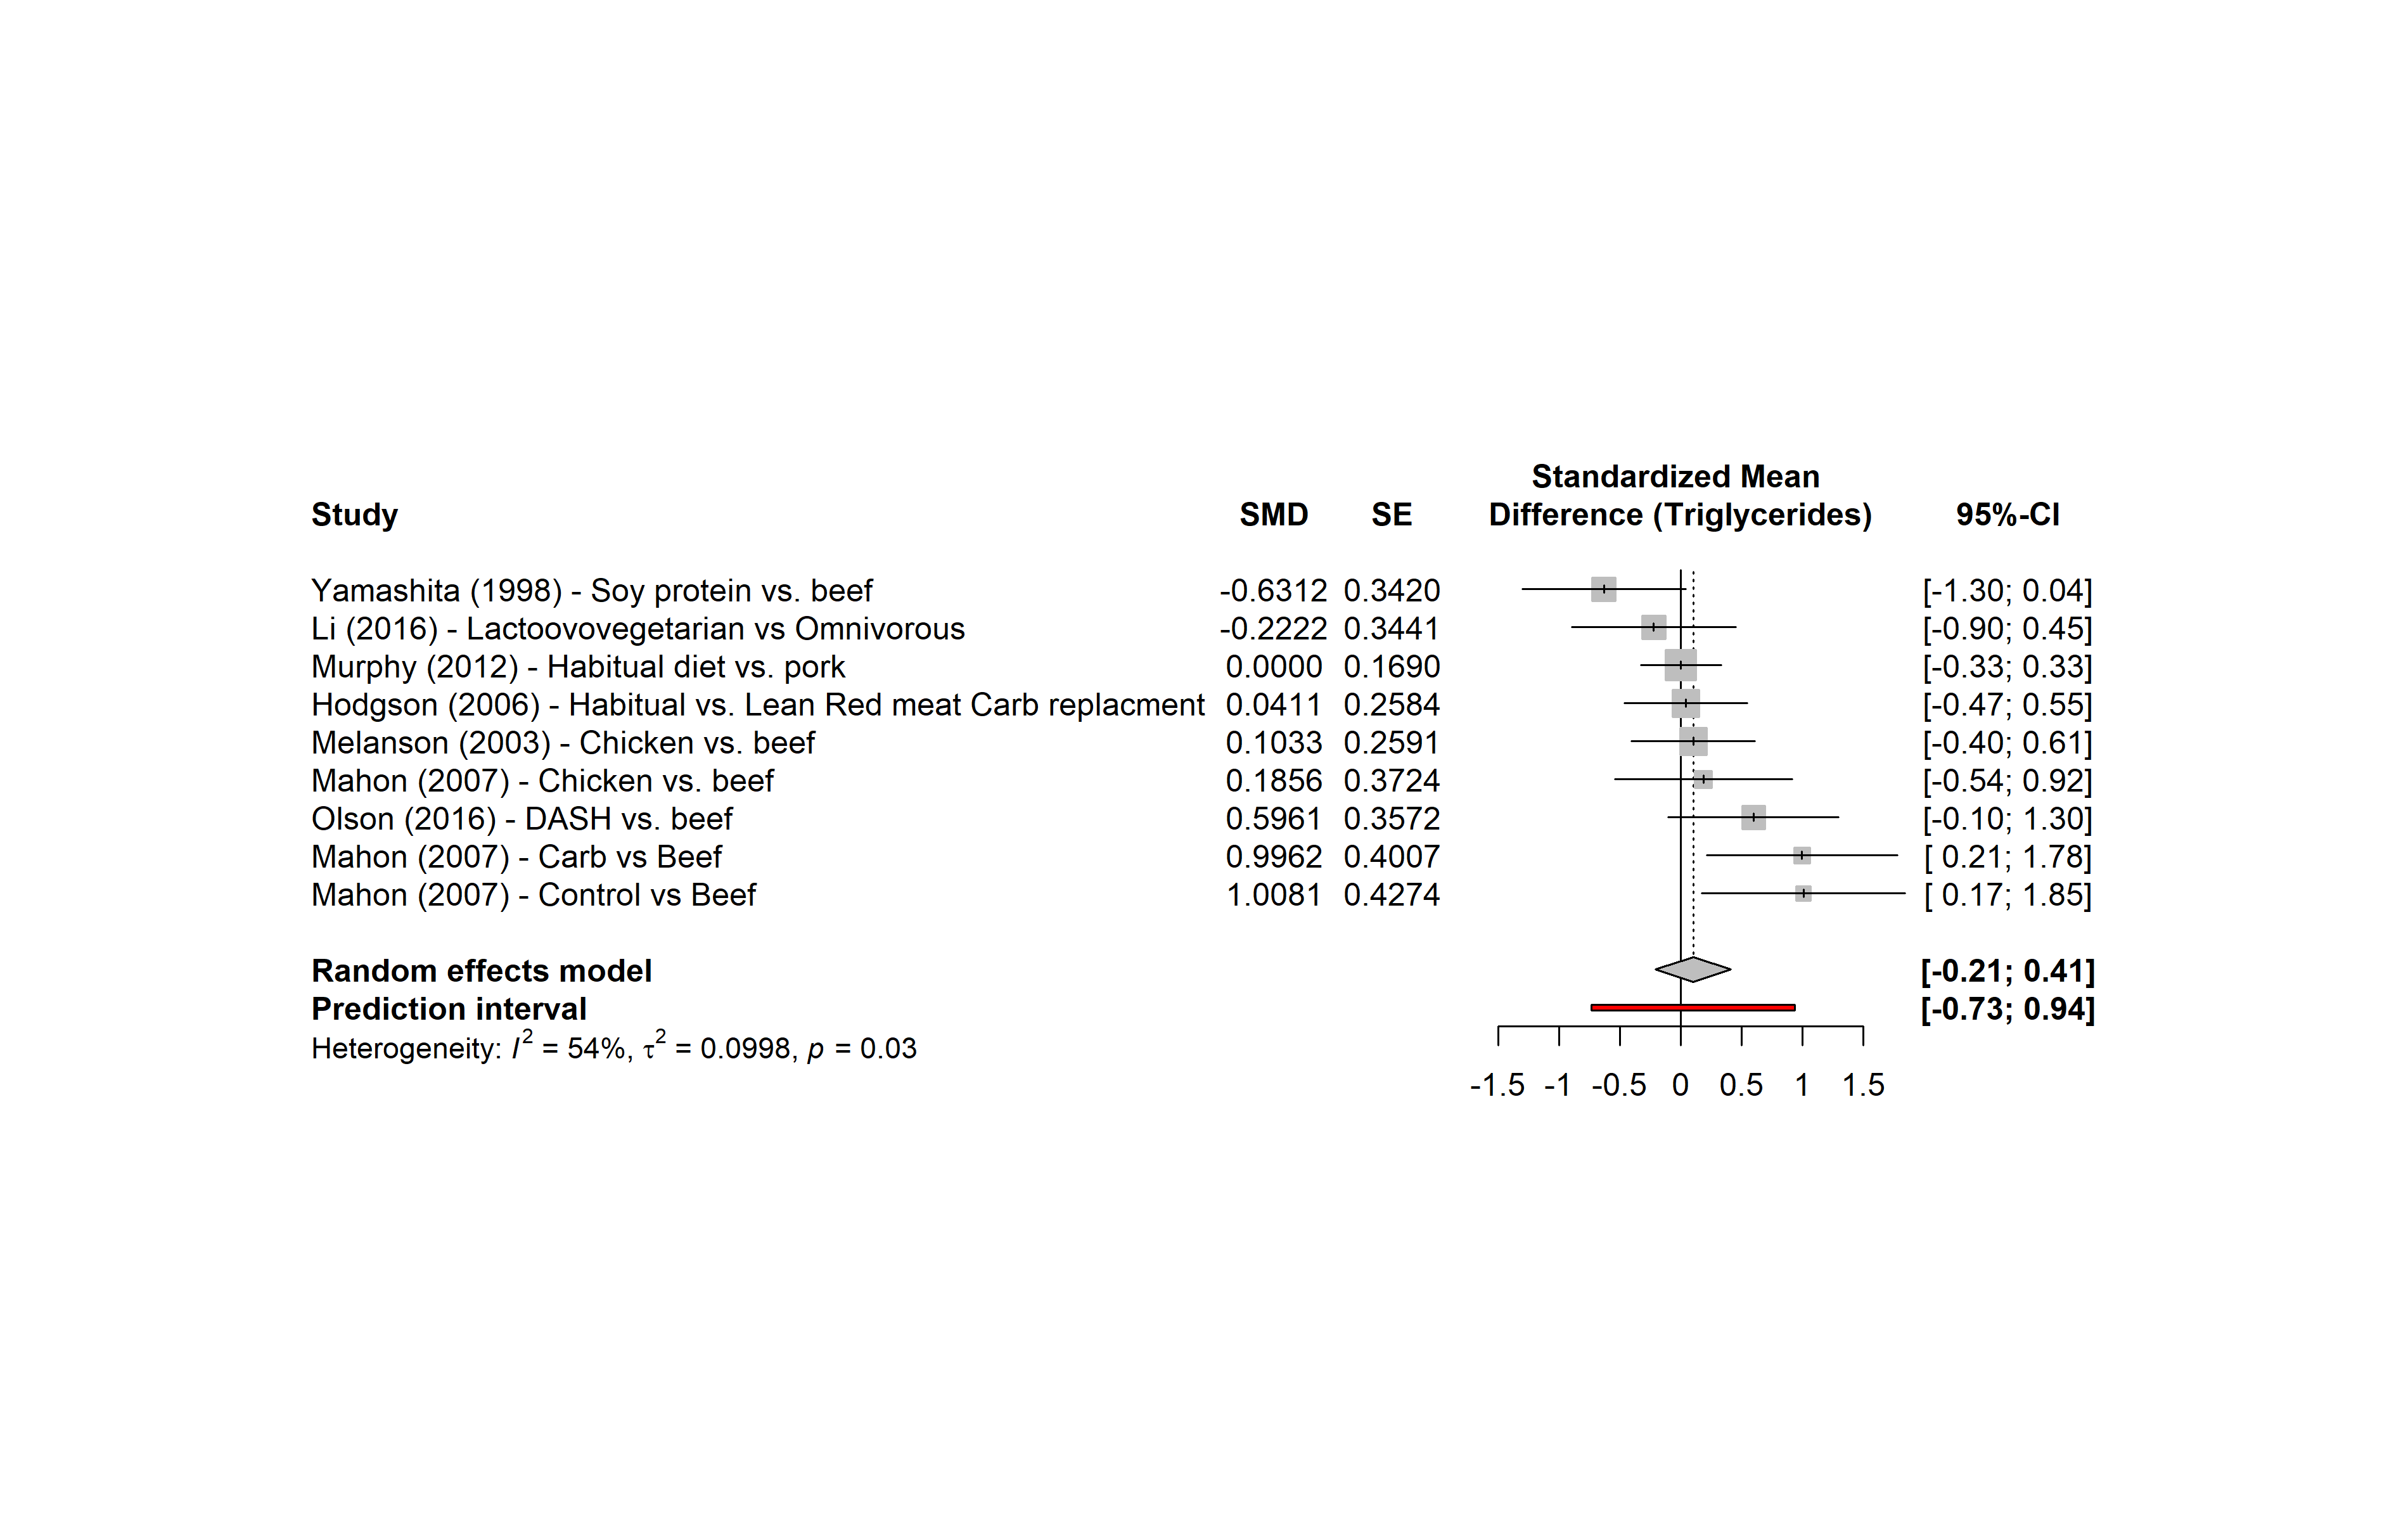 Standardized Mean
Study SMD SE Difference (Triglycerides) 95%-CI
Yamashita (1998) - Soy protein vs. beef -0.6312 0.3420 [-1.30; 0.04]
Li (2016) - Lactoovovegetarian vs Omnivorous -0.2222 0.3441 [-0.90; 0.45]
Murphy (2012) - Habitual diet vs. pork 0.0000 0.1690 [-0.33; 0.33]
Hodgson (2006) - Habitual vs. Lean Red meat Carb replacment 0.0411 0.2584 [-0.47; 0.55]
Melanson (2003) - Chicken vs. beef 0.1033 0.2591 [-0.40; 0.61]
Mahon (2007) - Chicken vs. beef 0.1856 0.3724 [-0.54; 0.92]
Olson (2016) - DASH vs. beef 0.5961 0.3572 [-0.10; 1.30]
Mahon (2007) - Carb vs Beef 0.9962 0.4007 [ 0.21; 1.78]
Mahon (2007) - Control vs Beef 1.0081 0.4274 [ 0.17; 1.85]
Random effects model [-0.21; 0.41]
Prediction interval [-0.73; 0.94]
Heterogeneity: I² = 54%, τ² = 0.0998, p = 0.03
-1.5 -1 -0.5 0 0.5 1 1.5